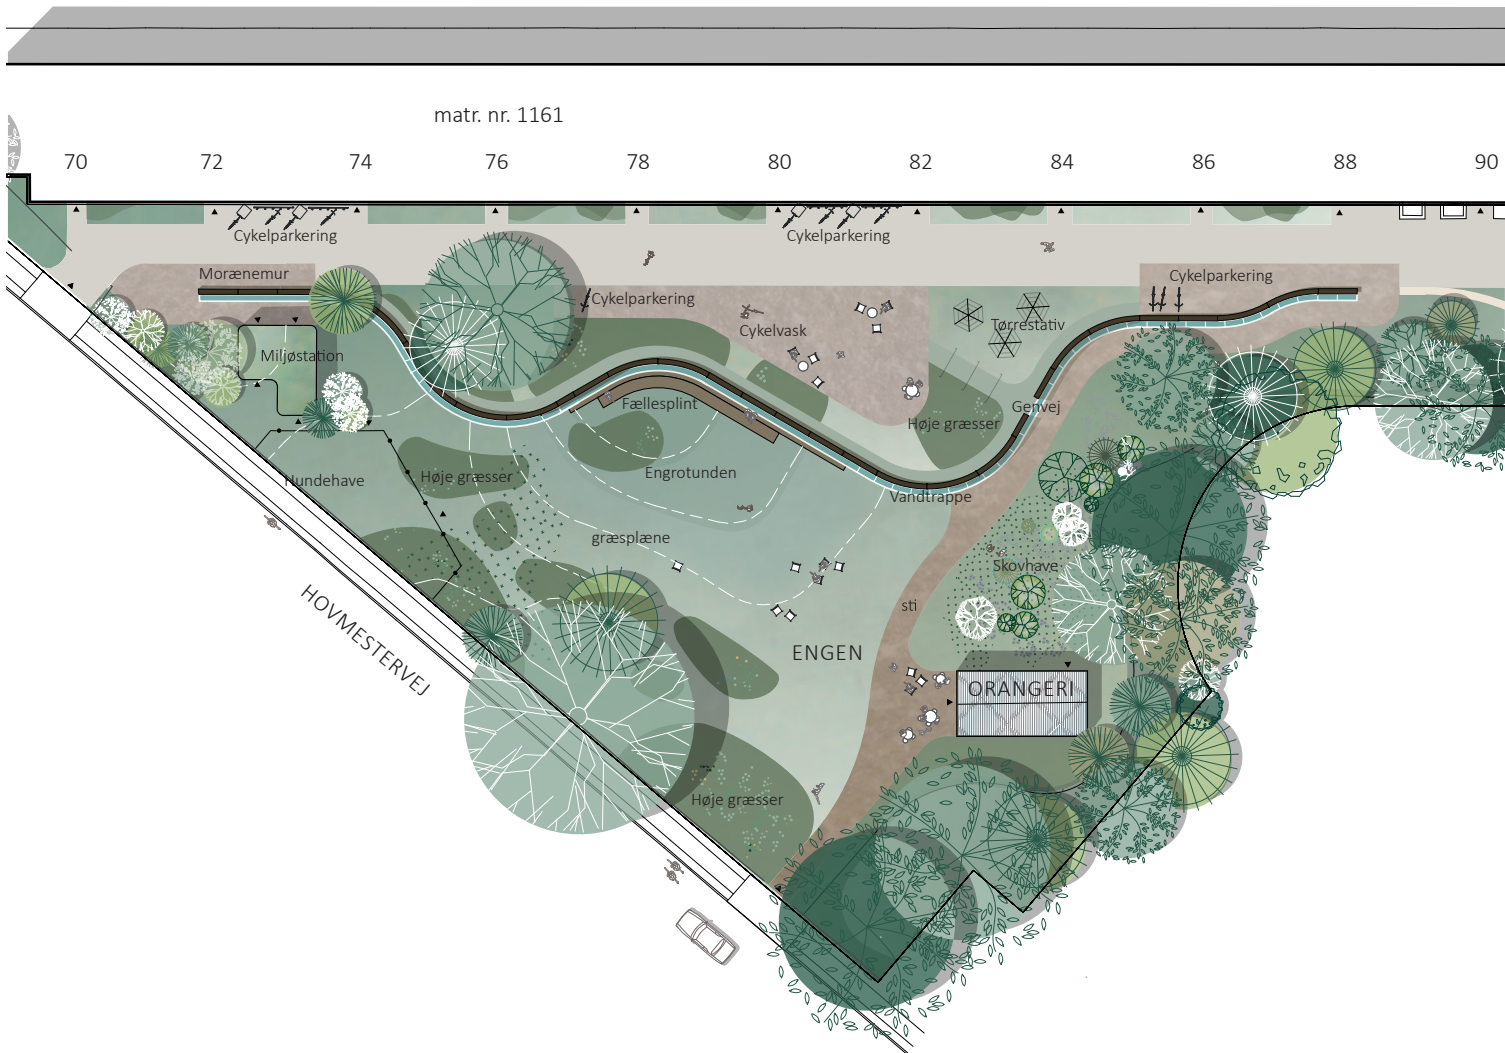 matr. nr. 1161
70 72 74 76 78 80 82 84 86 88 90
Cykelparkering
Cykelparkering
Morænemur
Cykelparkering
Cykelparkering
Cykelvask
Tørrestativ
Miljøstation
Fællesplint
Genvej
Høje græsser
Hundehave
Høje græsser
Engrotunden
Vandtrappe
græsplæne
Skovhave
sti
HOVMESTERVEJ
ENGEN
ORANGERI
Høje græsser